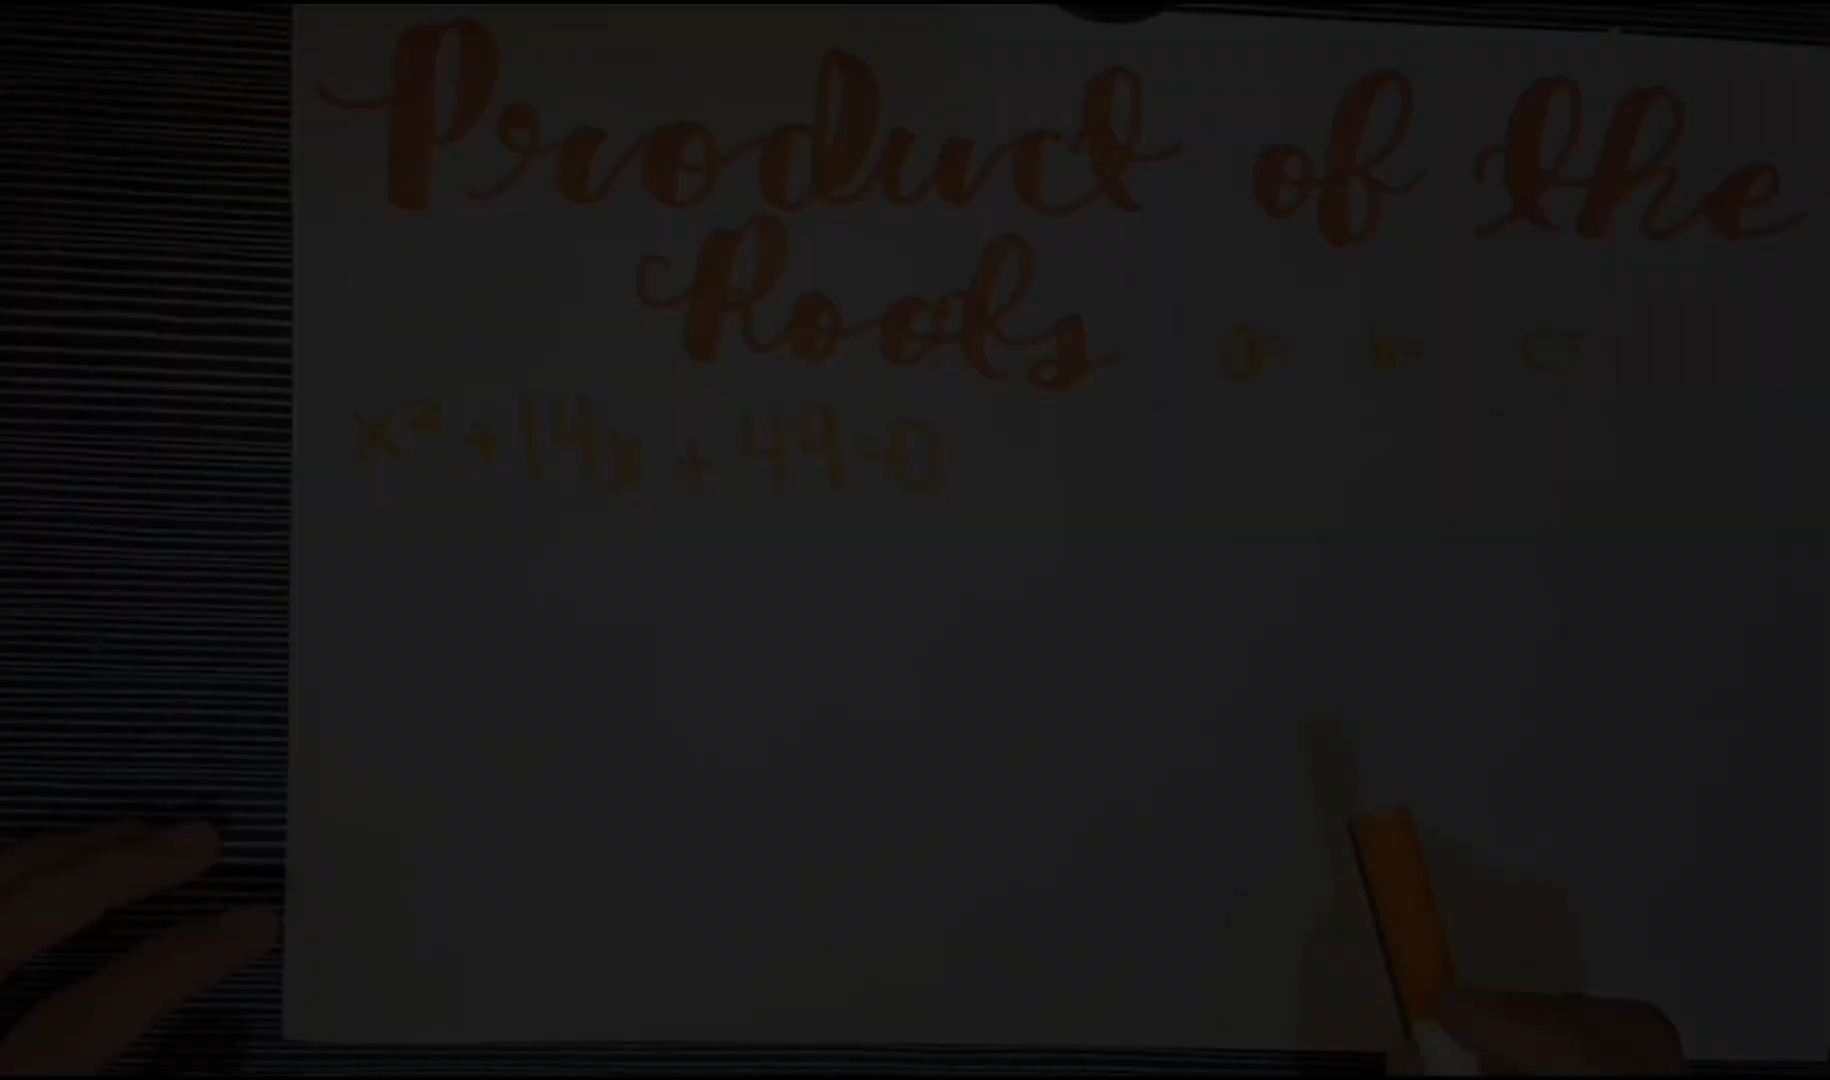 Product of the
Roots
a= b= c=
x² + 14x + 49 = 0